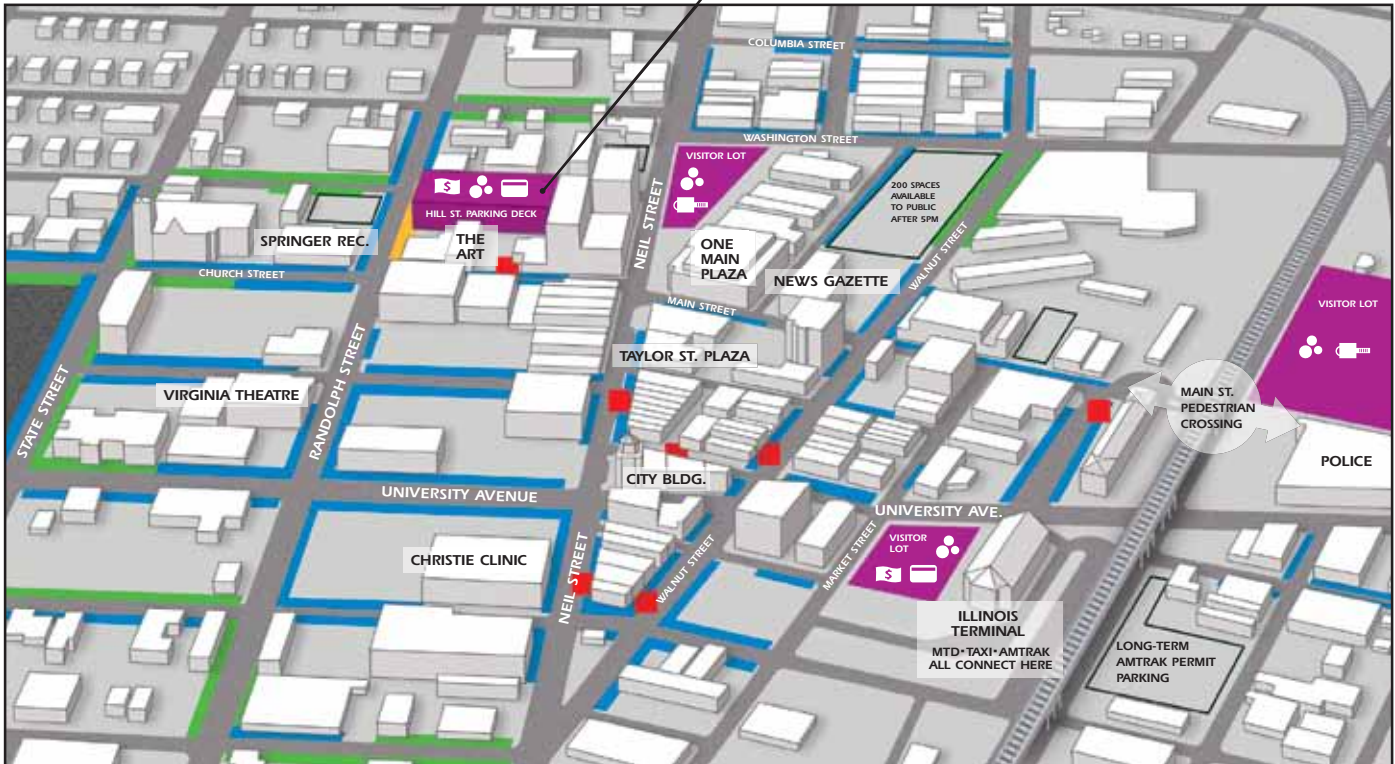 COLUMBIA STREET
WASHINGTON STREET
VISITOR LOT
200 SPACES
AVAILABLE
TO PUBLIC
AFTER 5PM
$
HILL ST. PARKING DECK
NEIL STREET
SPRINGER REC.
THE
ART
ONE
MAIN
PLAZA
NEWS GAZETTE
WALNUT STREET
CHURCH STREET
MAIN STREET
VISITOR LOT
TAYLOR ST. PLAZA
VIRGINIA THEATRE
STATE STREET
RANDOLPH STREET
MAIN ST.
PEDESTRIAN
CROSSING
POLICE
CITY BLDG.
UNIVERSITY AVENUE
UNIVERSITY AVE.
CHRISTIE CLINIC
NEIL STREET
WALNUT STREET
MARKET STREET
VISITOR
LOT
$
ILLINOIS
TERMINAL
MTD•TAXI•AMTRAK
ALL CONNECT HERE
LONG-TERM
AMTRAK PERMIT
PARKING